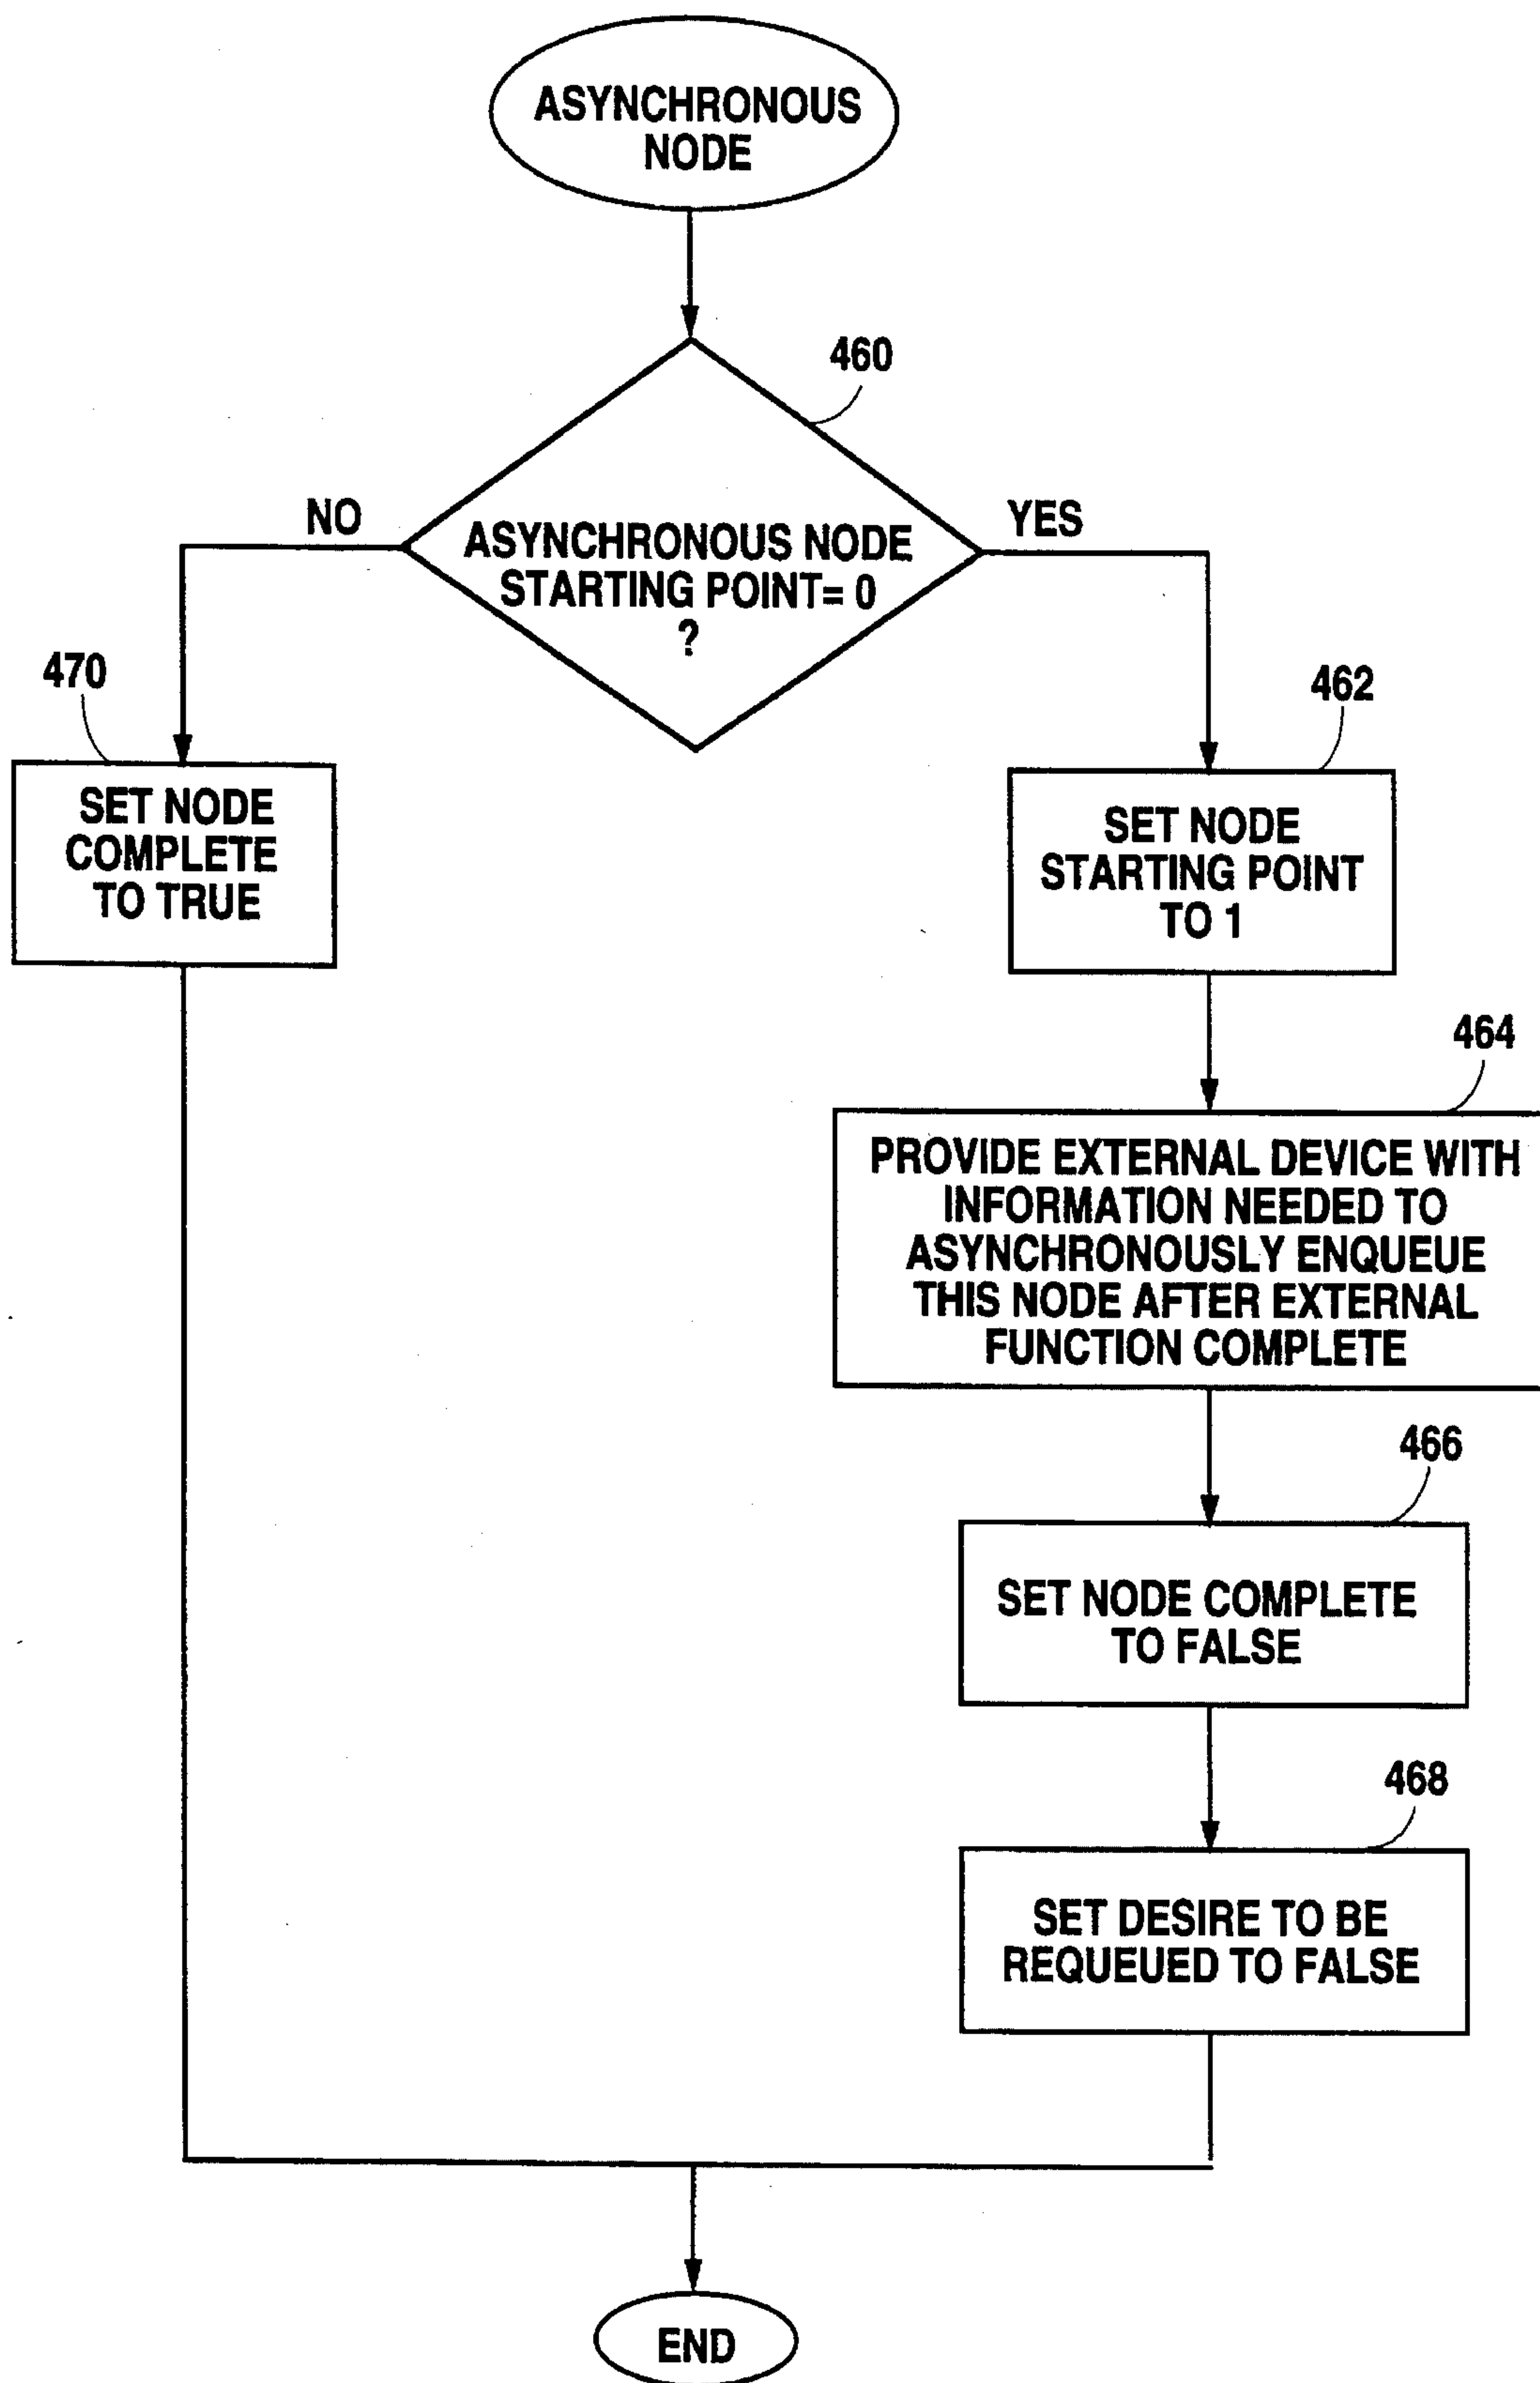 ASYNCHRONOUS
NODE
460
NO
ASYNCHRONOUS NODE
STARTING POINT= 0
?
YES
470
SET NODE
COMPLETE
TO TRUE
462
SET NODE
STARTING POINT
TO 1
464
PROVIDE EXTERNAL DEVICE WITH
INFORMATION NEEDED TO
ASYNCHRONOUSLY ENQUEUE
THIS NODE AFTER EXTERNAL
FUNCTION COMPLETE
466
SET NODE COMPLETE
TO FALSE
468
SET DESIRE TO BE
REQUEUED TO FALSE
END